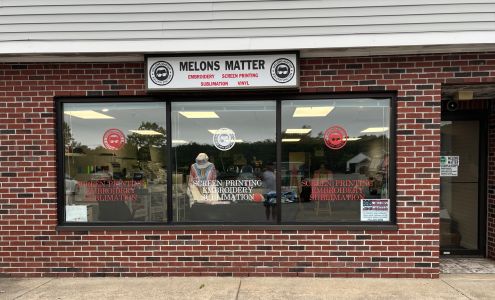 MELONS MATTER
EMBROIDERY SCREEN PRINTING
SUBLIMATION VINYL
SCREEN PRINTING
EMBROIDERY
SUBLIMATION
SCREEN PRINTING
EMBROIDERY
SUBLIMATION
SCREEN PRINTING
EMBROIDERY
SUBLIMATION